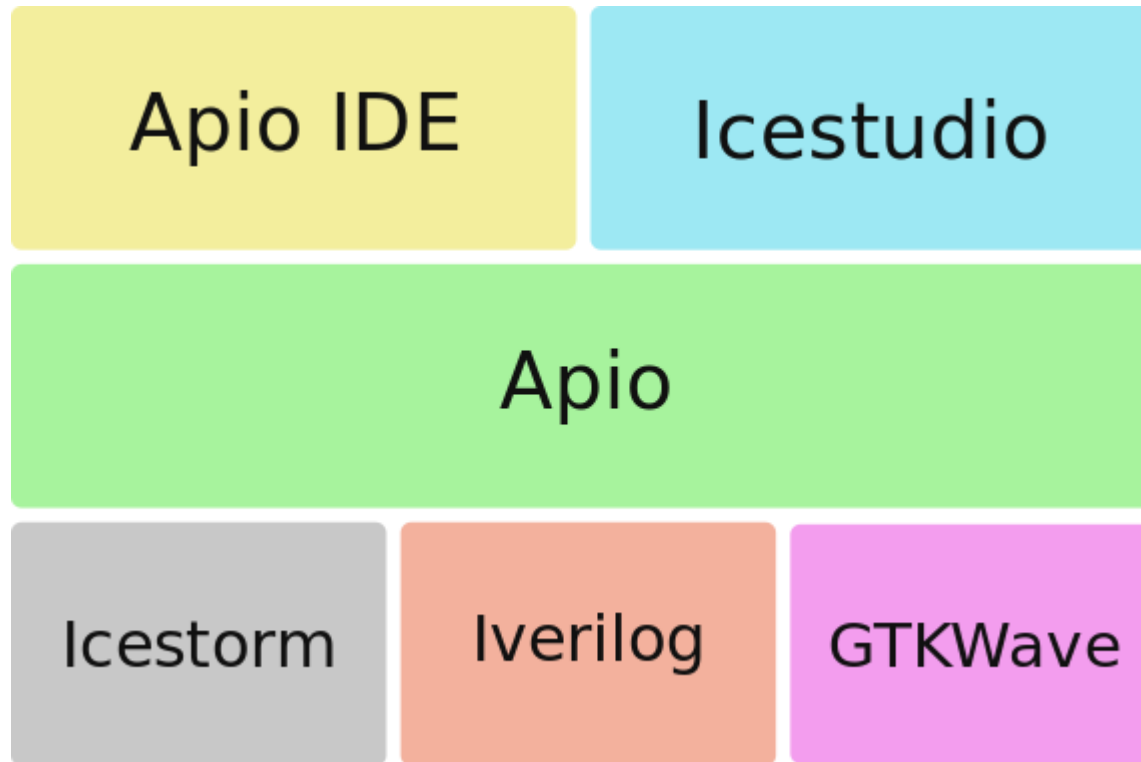 Apio IDE
Icestudio
Apio
Icestorm
Iverilog
GTKWave